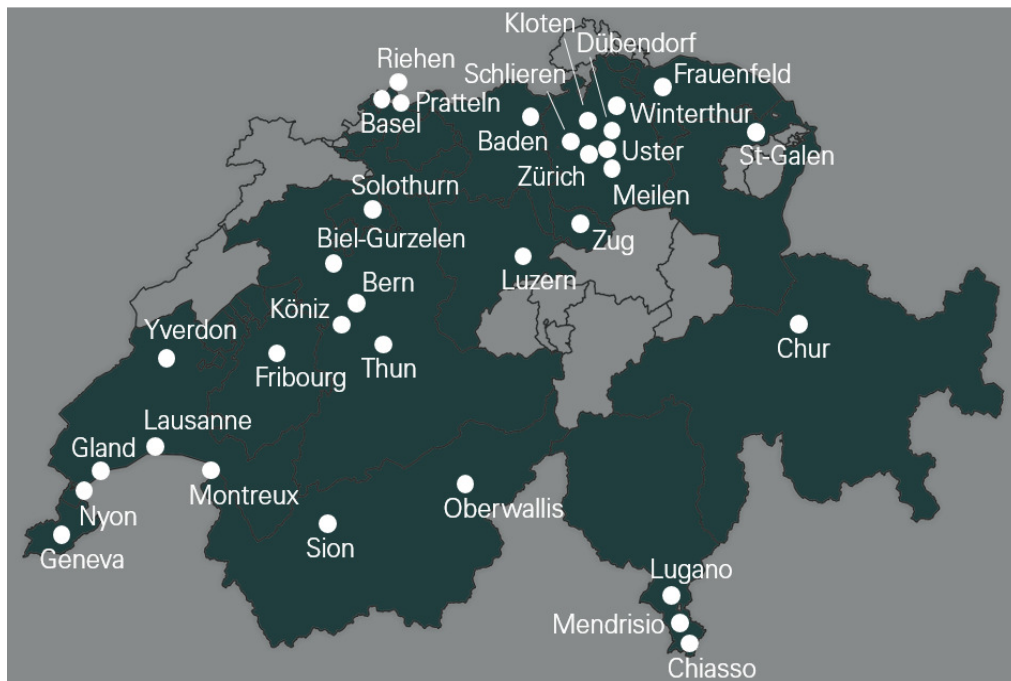 Kloten
Dübendorf
Riehen
Schlieren
Frauenfeld
Basel
Pratteln
Baden
Winterthur
Zürich
Uster
St-Galen
Meilen
Solothurn
Biel-Gurzelen
Zug
Luzern
Bern
Köniz
Yverdon
Fribourg
Thun
Chur
Lausanne
Gland
Montreux
Nyon
Oberwallis
Geneva
Sion
Lugano
Mendrisio
Chiasso